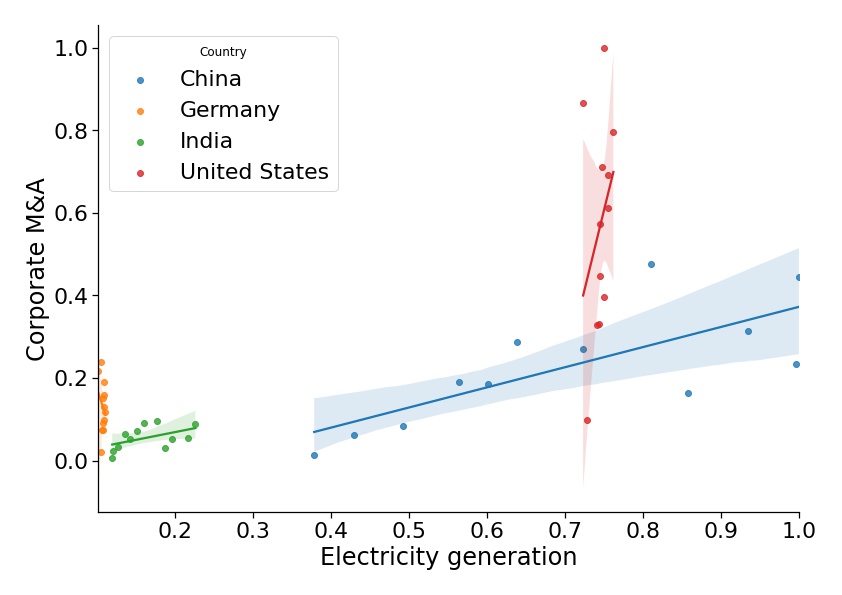 Country
China
Germany
India
United States
Corporate M&A
1.0
0.8
0.6
0.4
0.2
0.0
0.2 0.3 0.4 0.5 0.6 0.7 0.8 0.9 1.0
Electricity generation